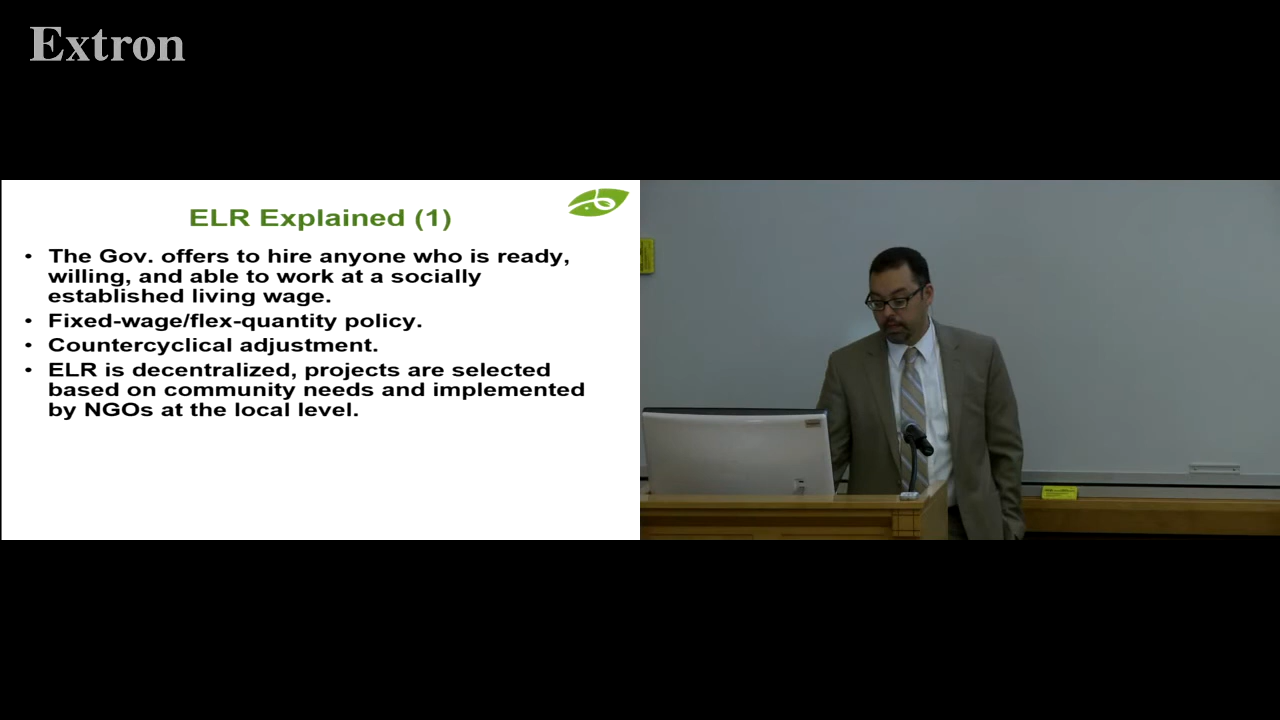 Extron
ELR Explained (1)
• The Gov. offers to hire anyone who is ready,
willing, and able to work at a socially
established living wage.
• Fixed-wage/flex-quantity policy.
• Countercyclical adjustment.
• ELR is decentralized, projects are selected
based on community needs and implemented
by NGOs at the local level.